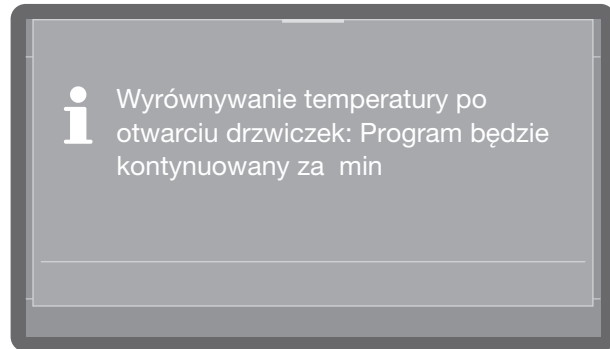 Wyrównywanie temperatury po
otwarciu drzwiczek: Program będzie
kontynuowany za  min